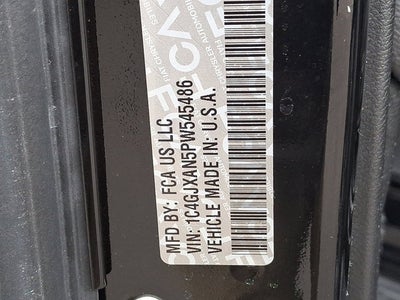 MFD BY: FCA US LLC
VIN: 1C4GJXAN5PW545486
VEHICLE MADE IN: U.S.A.